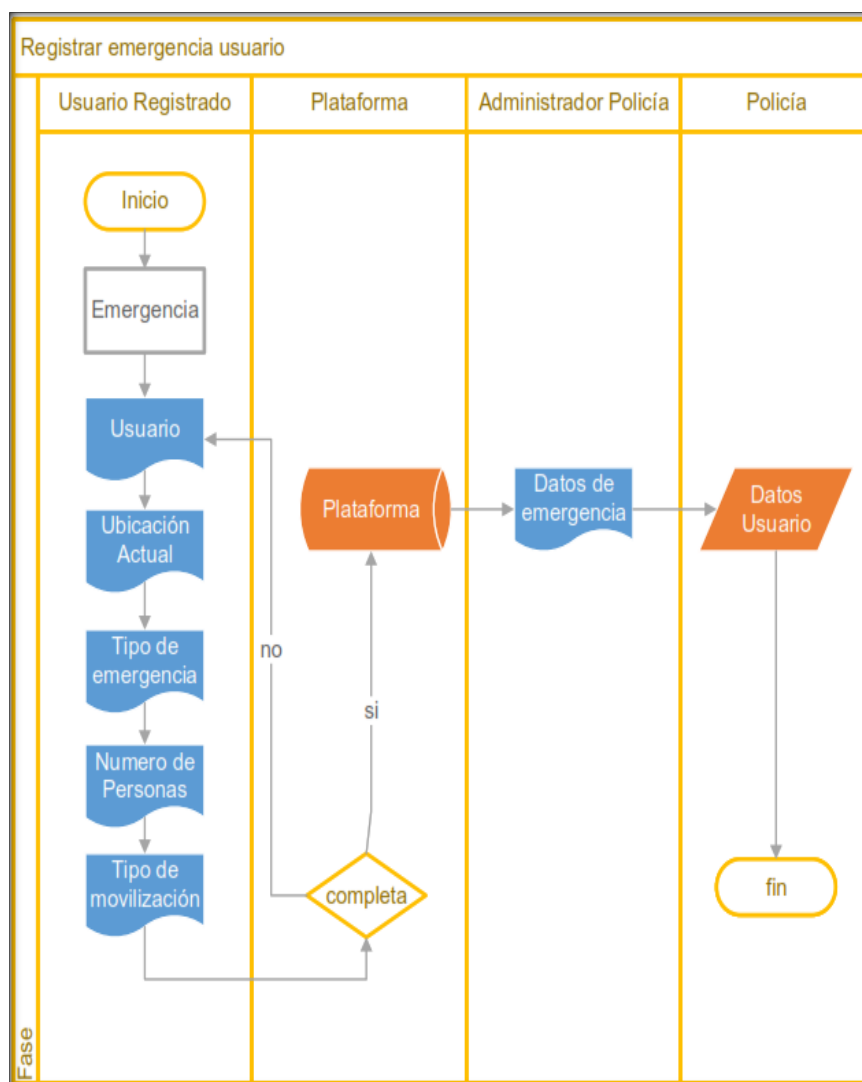 Registrar emergencia usuario
Usuario Registrado
Plataforma
Administrador Policía
Policía
Inicio
Emergencia
Usuario
Ubicación
Actual
Tipo de
emergencia
Numero de
Personas
Tipo de
movilización
no
si
completa
Plataforma
Datos de
emergencia
Datos
Usuario
fin
Fase